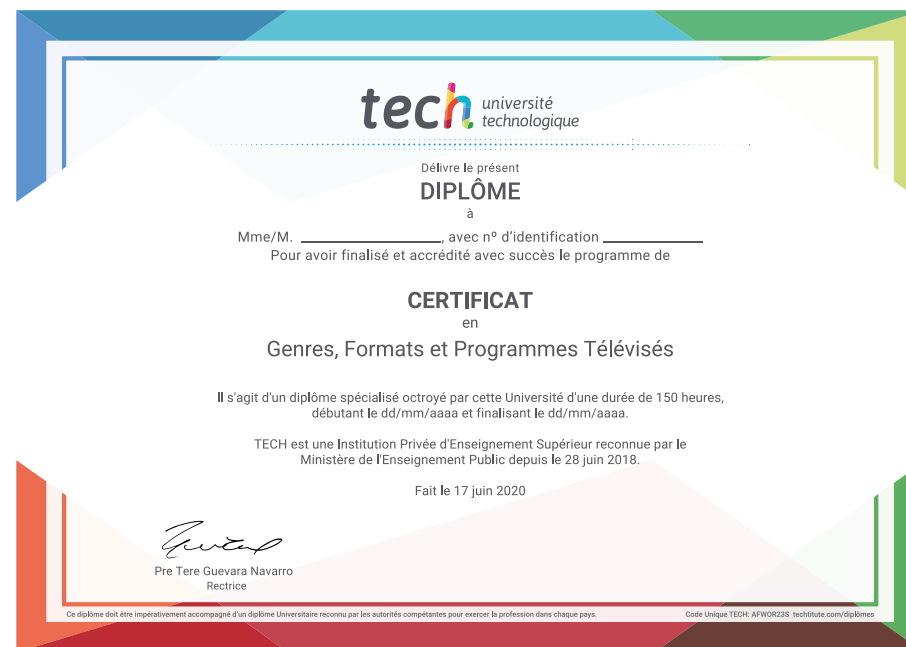 tech université
technologique
Délivre le présent
DIPLÔME
à
Mme/M. ____________________, avec nº d'identification ______________
Pour avoir finalisé et accrédité avec succès le programme de
CERTIFICAT
en
Genres, Formats et Programmes Télévisés
Il s'agit d'un diplôme spécialisé octroyé par cette Université d'une durée de 150 heures,
débutant le dd/mm/aaaa et finalisant le dd/mm/aaaa.
TECH est une Institution Privée d'Enseignement Supérieur reconnue par le
Ministère de l'Enseignement Public depuis le 28 juin 2018.
Fait le 17 juin 2020
Pre Tere Guevara Navarro
Rectrice
Ce diplôme doit être impérativement accompagné d'un diplôme Universitaire reconnu par les autorités compétantes pour exercer la profession dans chaque pays.
Code Unique TECH: AFWOR23S techtitute.com/diplômes